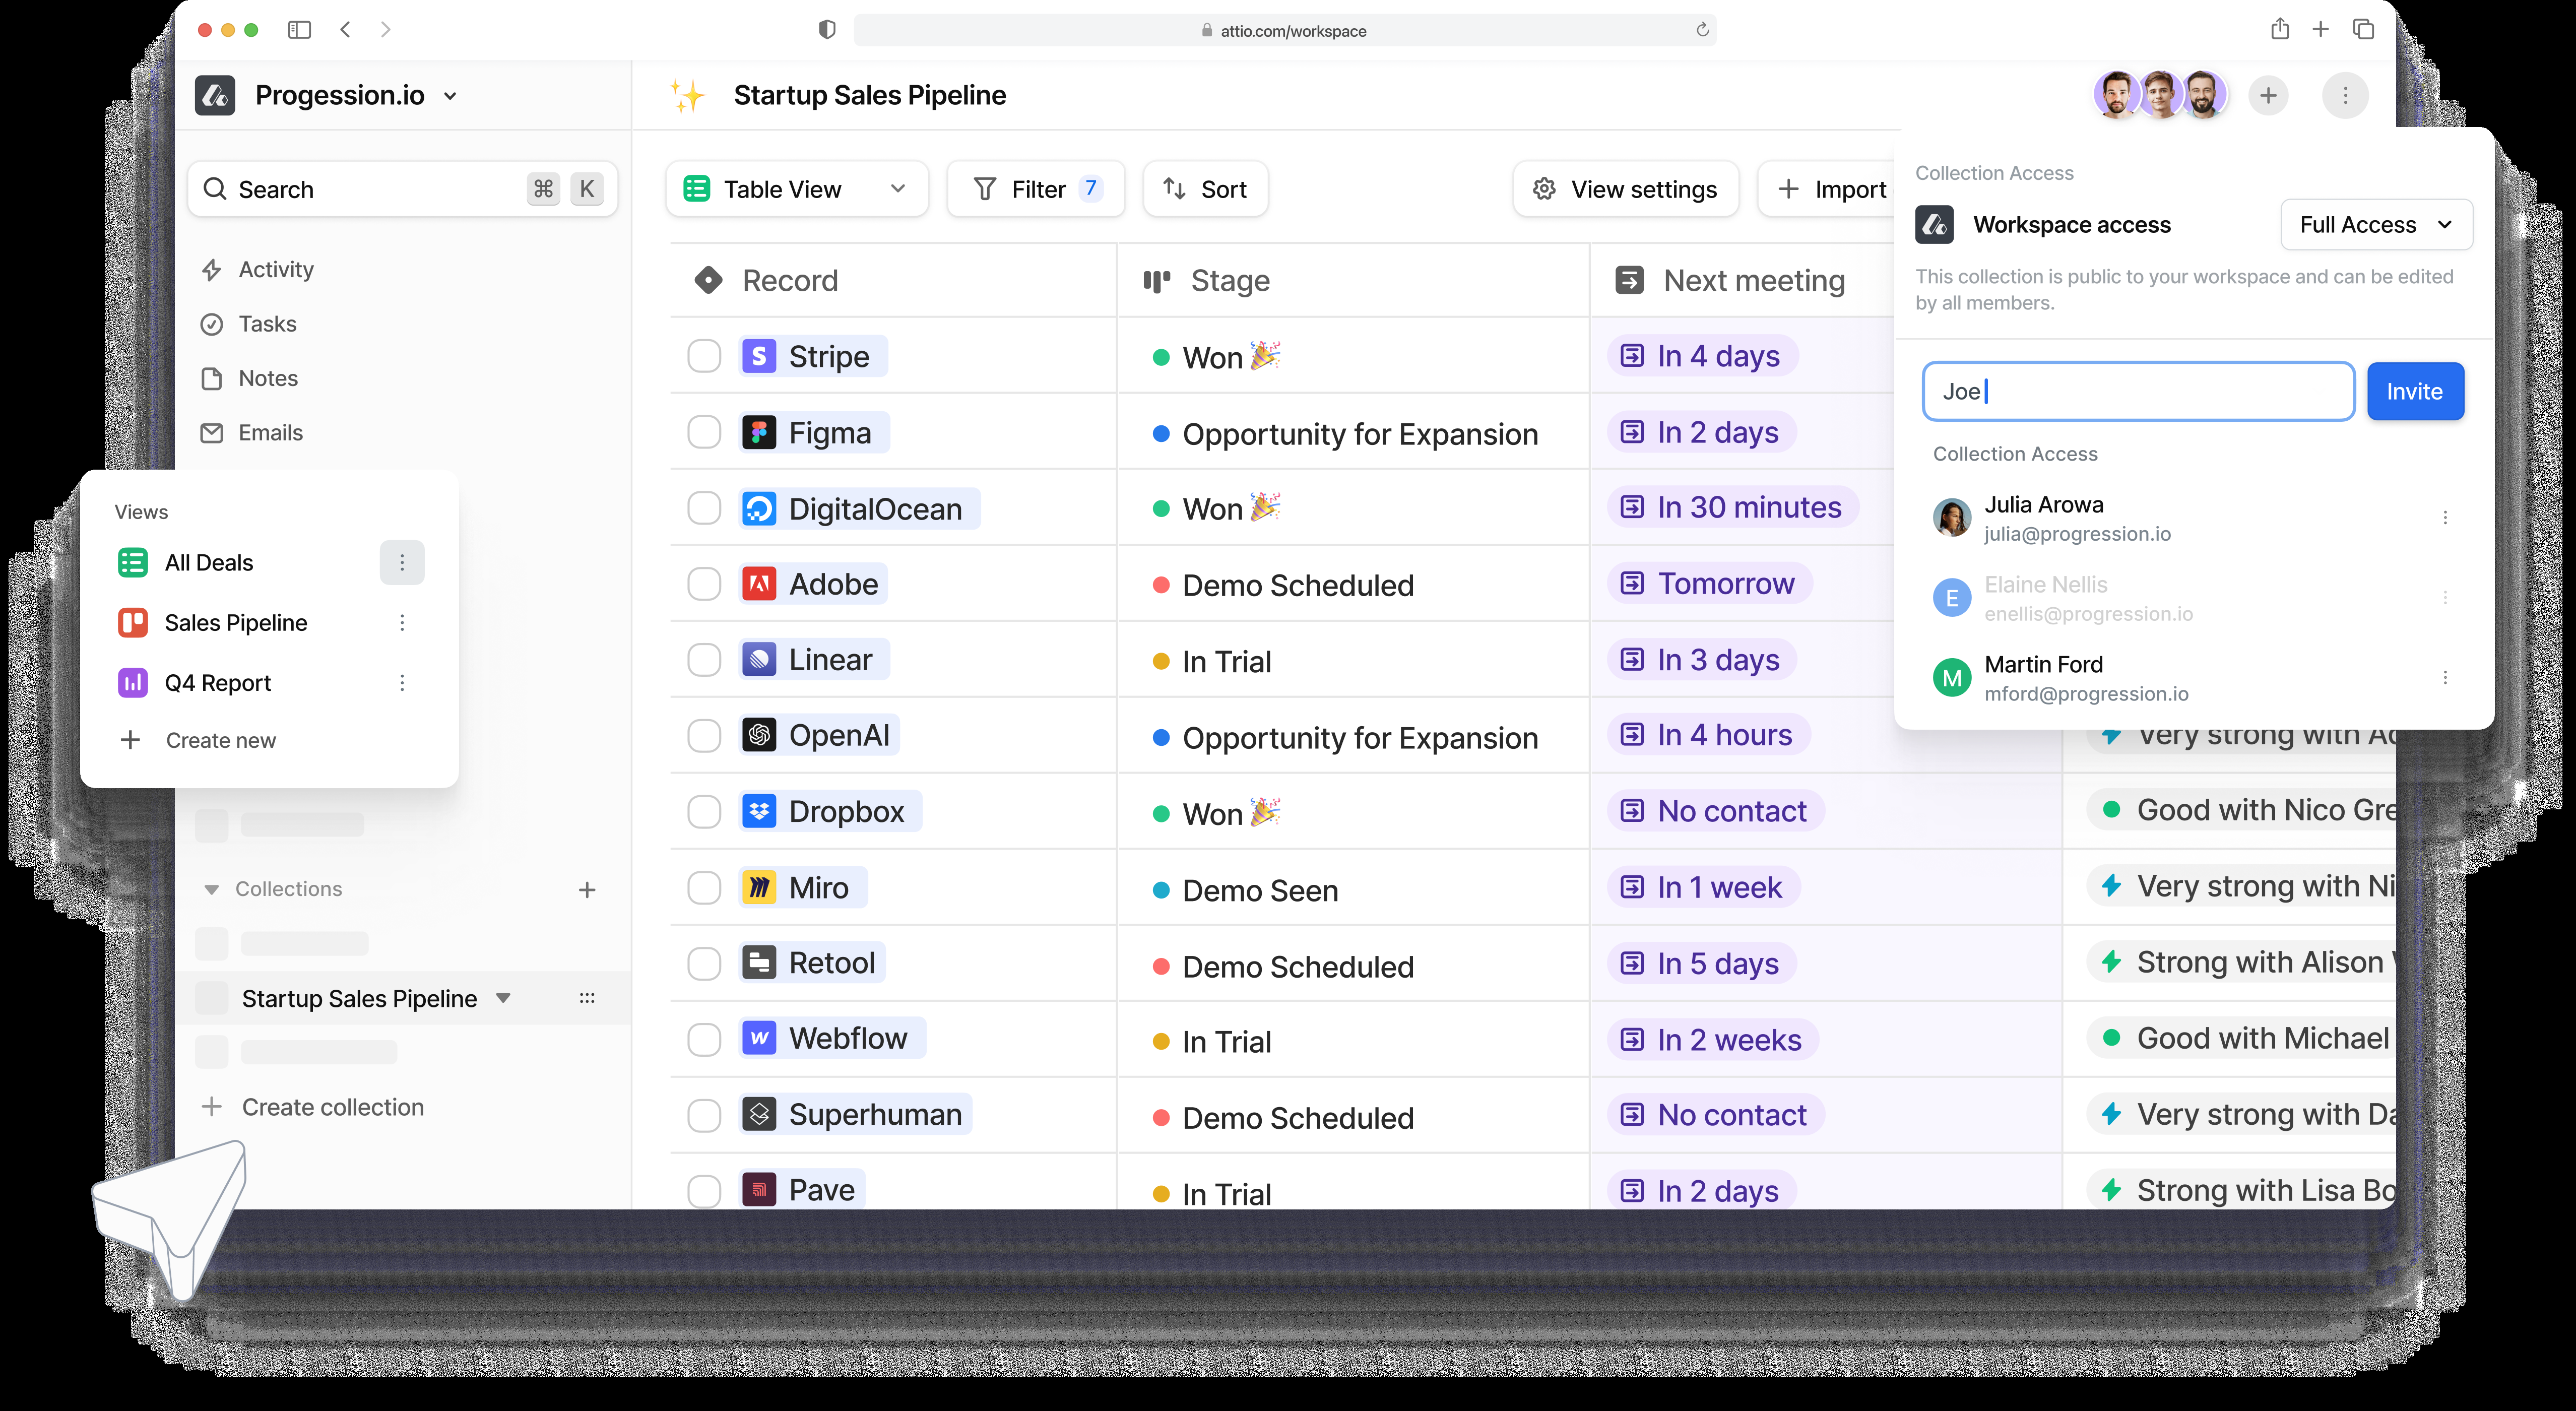 attio.com/workspace
Progession.io
Startup Sales Pipeline
Search
⌘ K
Activity
Tasks
Notes
Emails
Views
All Deals
Sales Pipeline
Q4 Report
Create new
Collections
Startup Sales Pipeline
Create collection
Table View
Filter 7
Sort
View settings
Import
Record Stage Next meeting
Stripe Won 🎉 In 4 days
Figma Opportunity for Expansion In 2 days
DigitalOcean Won 🎉 In 30 minutes
Adobe Demo Scheduled Tomorrow
Linear In Trial In 3 days
OpenAI Opportunity for Expansion In 4 hours Very strong with
Dropbox Won 🎉 No contact Good with Nico Gre
Miro Demo Seen In 1 week Very strong with Ni
Retool Demo Scheduled In 5 days Strong with Alison
Webflow In Trial In 2 weeks Good with Michael
Superhuman Demo Scheduled No contact Very strong with Da
Pave In Trial In 2 days Strong with Lisa Bo
Collection Access
Workspace access
Full Access
This collection is public to your workspace and can be edited
by all members.
Joe
Invite
Collection Access
Julia Arowa
julia@progression.io
E
Elaine Nellis
enellis@progression.io
M
Martin Ford
mford@progression.io